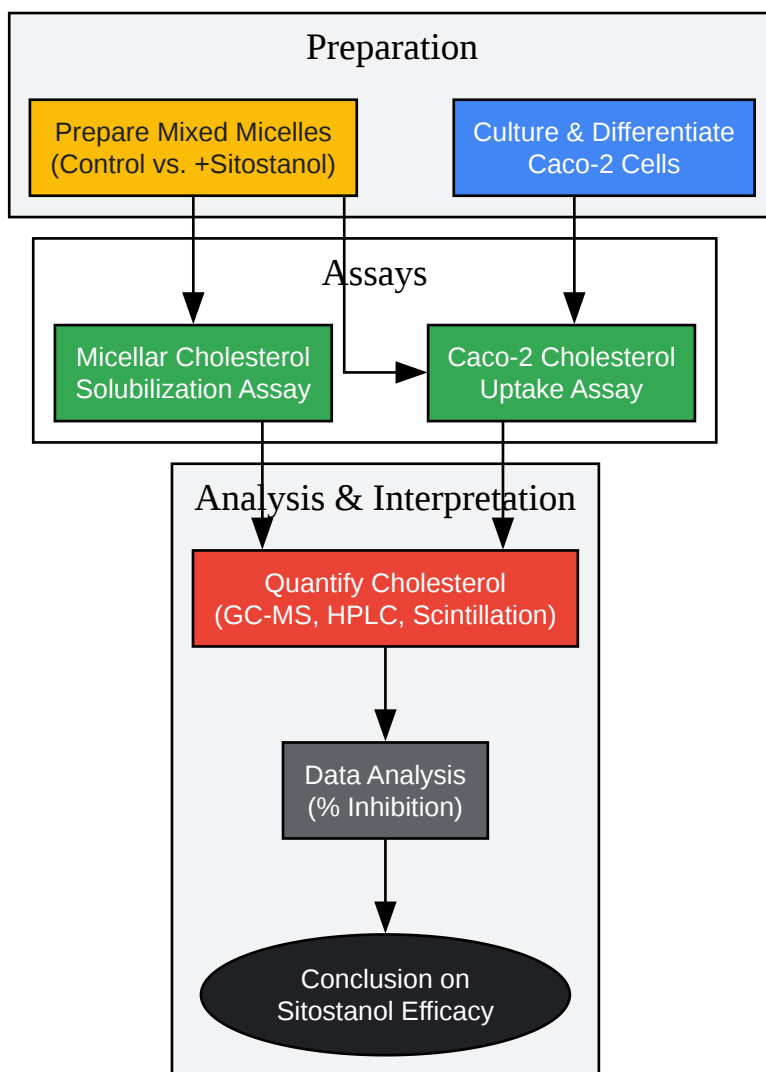 Preparation
Prepare Mixed Micelles
(Control vs. +Sitostanol)
Culture & Differentiate
Caco-2 Cells
Assays
Micellar Cholesterol
Solubilization Assay
Caco-2 Cholesterol
Uptake Assay
Analysis & Interpretation
Quantify Cholesterol
(GC-MS, HPLC, Scintillation)
Data Analysis
(% Inhibition)
Conclusion on
Sitostanol Efficacy